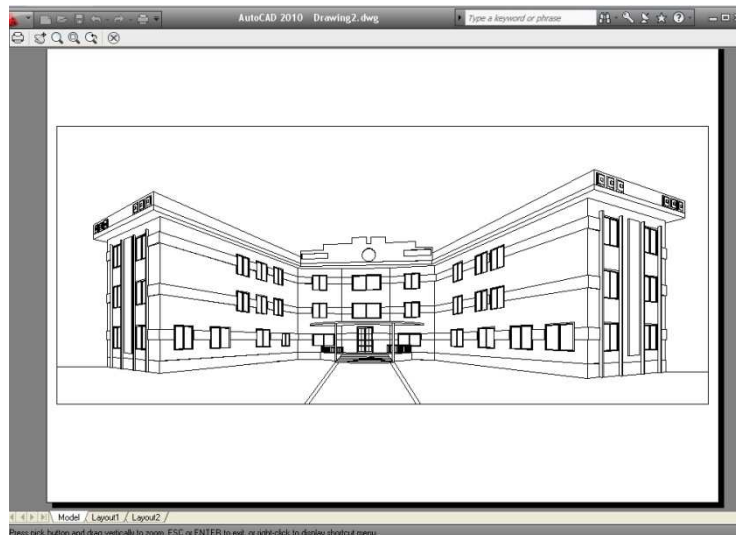 AutoCAD 2010 Drawing2.dwg
Type a keyword or phrase
Model Layout1 Layout2
Press pick button and drag vertically to zoom. ESC or ENTER to exit, or right-click to display shortcut menu.